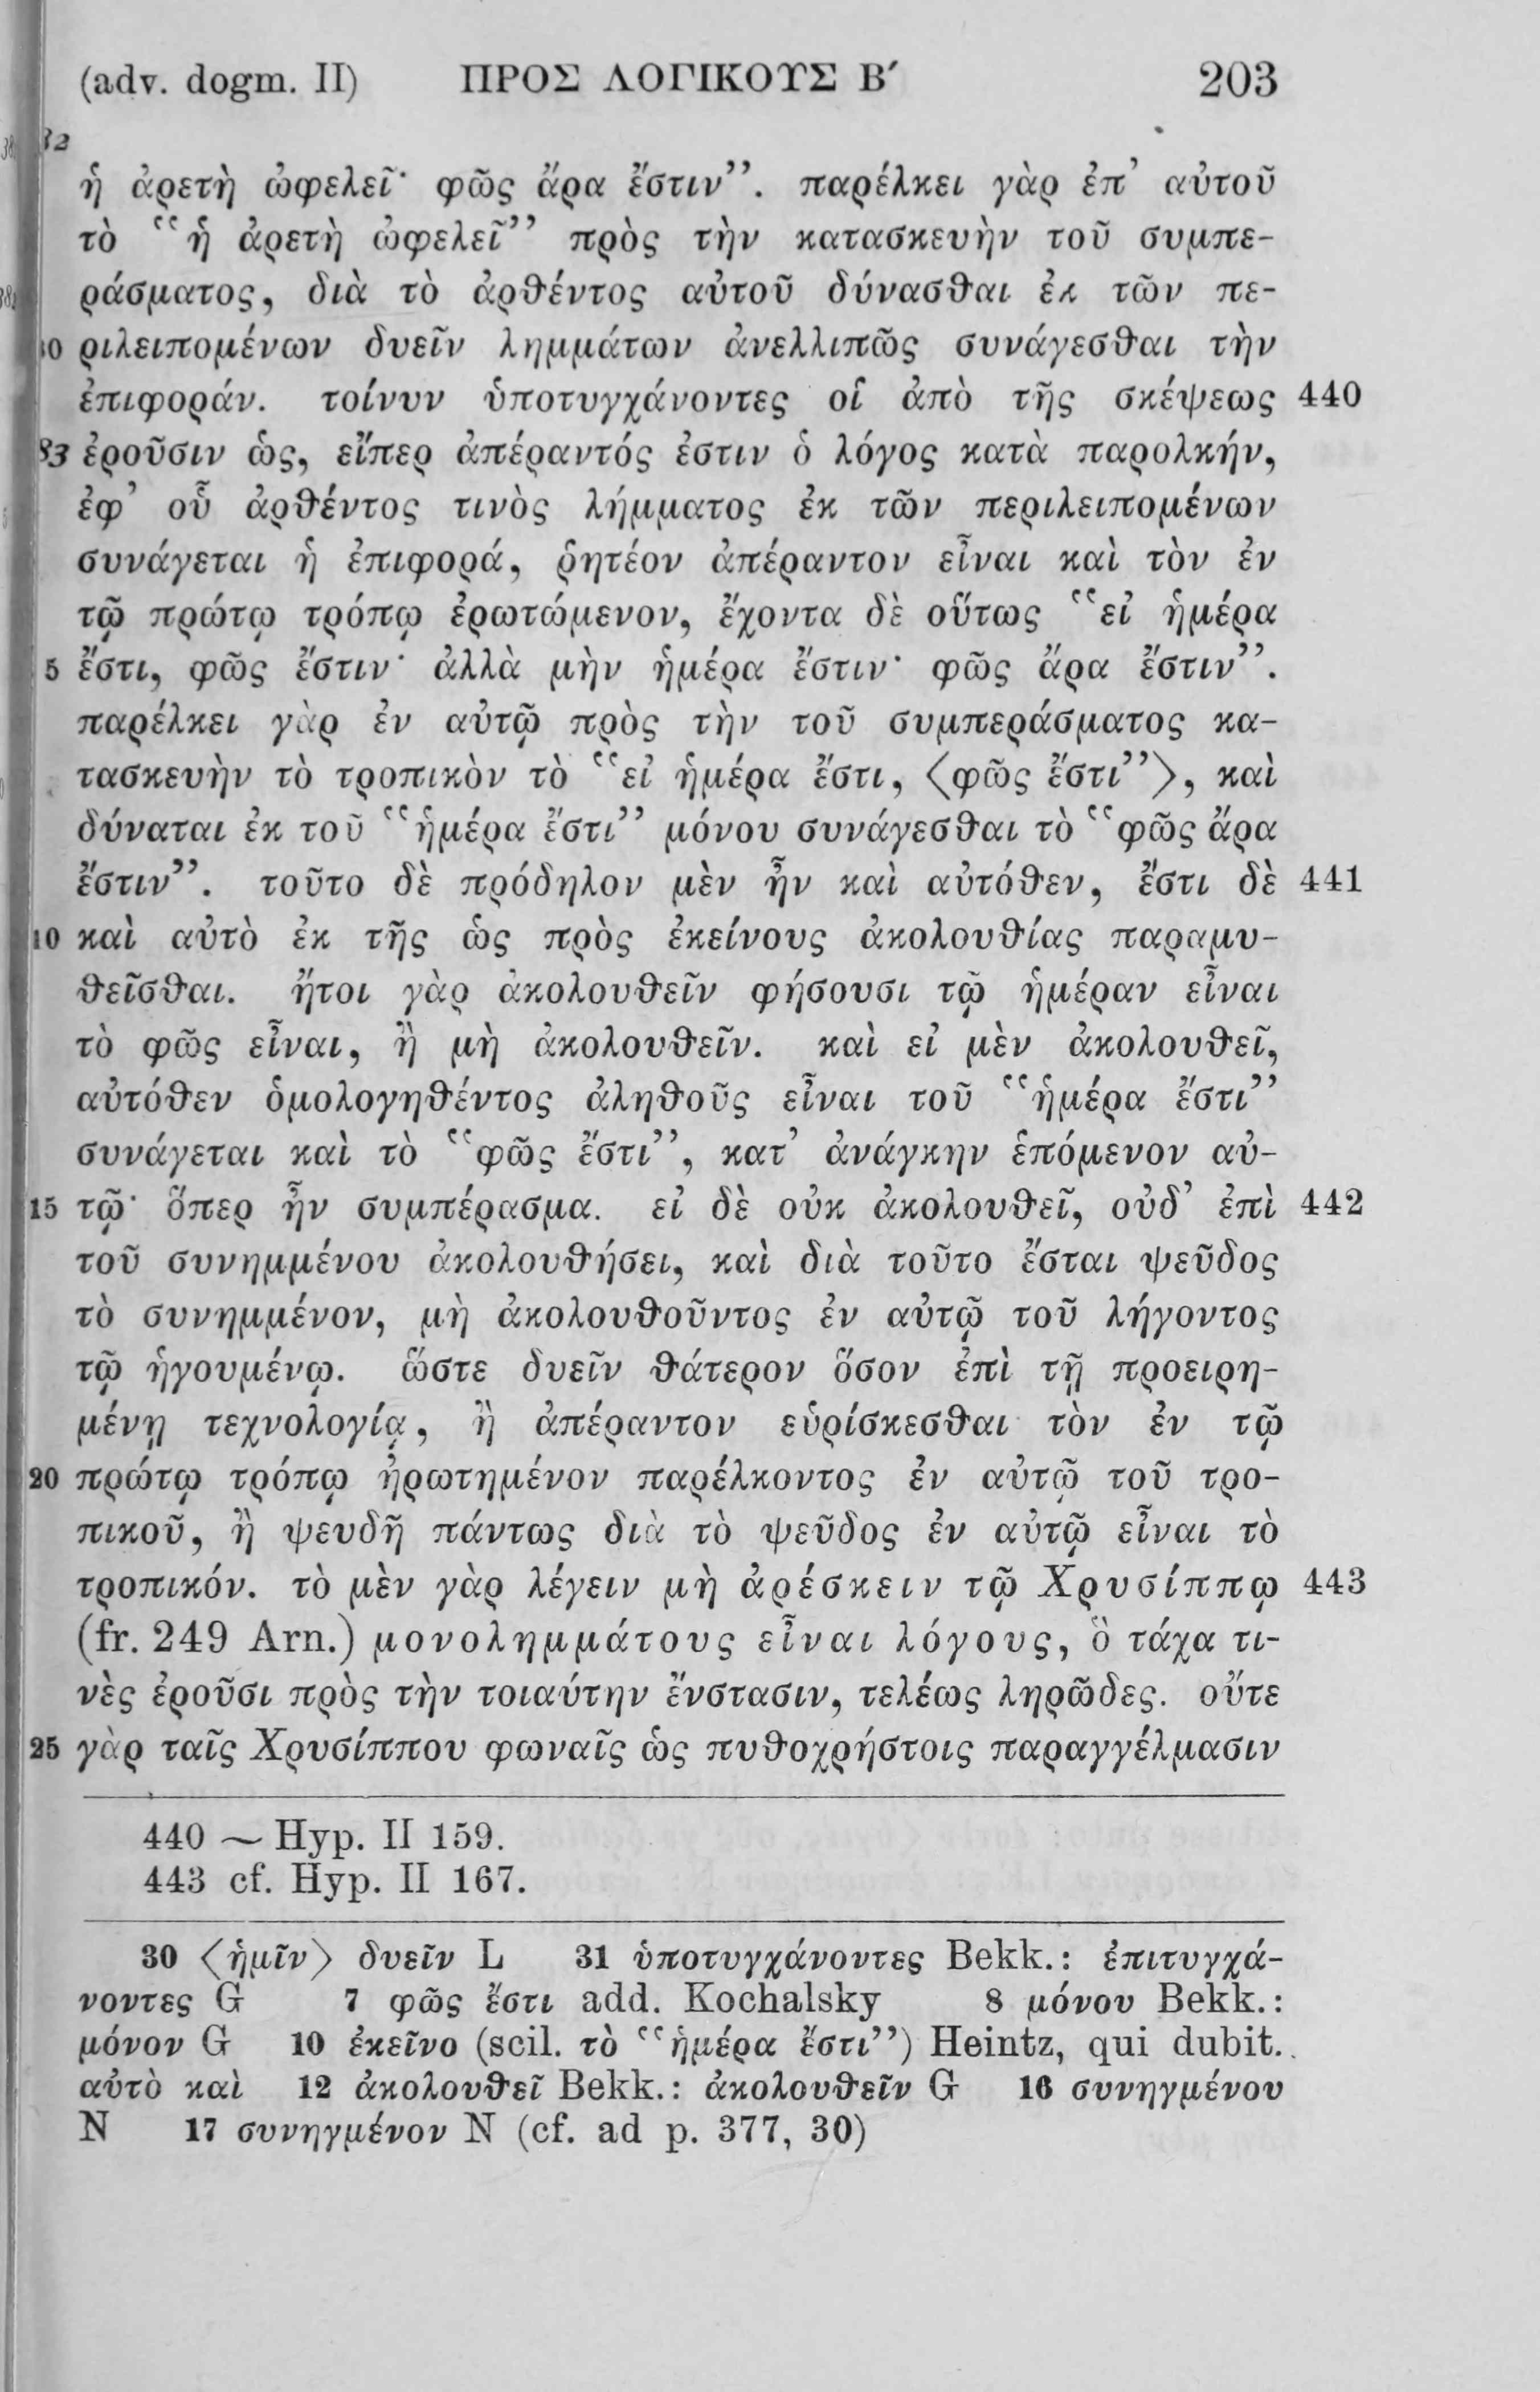 (adv. dogm. II) ΠΡΟΣ ΛΟΓΙΚΟΥΣ Β′ 203
82
ἡ ἀρετὴ ὠφελεῖ· φῶς ἄρα ἔστιν”. παρέλκει γὰρ ἐπ’ αὐτοῦ
τὸ “ἡ ἀρετὴ ὠφελεῖ” πρὸς τὴν κατασκευὴν τοῦ συμπε-
ράσματος, διὰ τὸ ἀρθέντος αὐτοῦ δύνασθαι ἐκ τῶν πε-
30 ριλειπομένων δυεῖν λημμάτων ἀνελλιπῶς συνάγεσθαι τὴν
ἐπιφοράν. τοίνυν ὑποτυγχάνοντες οἱ ἀπὸ τῆς σκέψεως 440
83 ἐροῦσιν ὡς, εἴπερ ἀπέραντός ἐστιν ὁ λόγος κατὰ παρολκήν,
ἐφ’ οὗ ἀρθέντος τινὸς λήμματος ἐκ τῶν περιλειπομένων
συνάγεται ἡ ἐπιφορά, ῥητέον ἀπέραντον εἶναι καὶ τὸν ἐν
τῷ πρώτῳ τρόπῳ ἐρωτώμενον, ἔχοντα δὲ οὕτως “εἰ ἡμέρα
5 ἔστι, φῶς ἔστιν· ἀλλὰ μὴν ἡμέρα ἔστιν· φῶς ἄρα ἔστιν”.
παρέλκει γὰρ ἐν αὐτῷ πρὸς τὴν τοῦ συμπεράσματος κα-
τασκευὴν τὸ τροπικὸν τὸ “εἰ ἡμέρα ἔστι, ⟨φῶς ἔστι”⟩, καὶ
δύναται ἐκ τοῦ “ἡμέρα ἔστι” μόνου συνάγεσθαι τὸ “φῶς ἄρα
ἔστιν”. τοῦτο δὲ πρόδηλον μὲν ἦν καὶ αὐτόθεν, ἔστι δὲ 441
10 καὶ αὐτὸ ἐκ τῆς ὡς πρὸς ἐκείνους ἀκολουθίας παραμυ-
θεῖσθαι. ἤτοι γὰρ ἀκολουθεῖν φήσουσι τῷ ἡμέραν εἶναι
τὸ φῶς εἶναι, ἢ μὴ ἀκολουθεῖν. καὶ εἰ μὲν ἀκολουθεῖ,
αὐτόθεν ὁμολογηθέντος ἀληθοῦς εἶναι τοῦ “ἡμέρα ἔστι”
συνάγεται καὶ τὸ “φῶς ἔστι”, κατ’ ἀνάγκην ἑπόμενον αὐ-
15 τῷ· ὅπερ ἦν συμπέρασμα. εἰ δὲ οὐκ ἀκολουθεῖ, οὐδ’ ἐπὶ 442
τοῦ συνημμένου ἀκολουθήσει, καὶ διὰ τοῦτο ἔσται ψεῦδος
τὸ συνημμένον, μὴ ἀκολουθοῦντος ἐν αὐτῷ τοῦ λήγοντος
τῷ ἡγουμένῳ. ὥστε δυεῖν θάτερον ὅσον ἐπὶ τῇ προειρη-
μένῃ τεχνολογίᾳ, ἢ ἀπέραντον εὑρίσκεσθαι τὸν ἐν τῷ
20 πρώτῳ τρόπῳ ἠρωτημένον παρέλκοντος ἐν αὐτῷ τοῦ τρο-
πικοῦ, ἢ ψευδῆ πάντως διὰ τὸ ψεῦδος ἐν αὐτῷ εἶναι τὸ
τροπικόν. τὸ μὲν γὰρ λέγειν μὴ ἀρέσκειν τῷ Χρυσίππῳ 443
(fr. 249 Arn.) μονολημμάτους εἶναι λόγους, ὃ τάχα τι-
νὲς ἐροῦσι πρὸς τὴν τοιαύτην ἔνστασιν, τελέως ληρῶδες. οὔτε
25 γὰρ ταῖς Χρυσίππου φωναῖς ὡς πυθοχρήστοις παραγγέλμασιν
440 ∼ Hyp. II 159.
443 cf. Hyp. II 167.
30 ⟨ἡμῖν⟩ δυεῖν L 31 ὑποτυγχάνοντες Bekk.: ἐπιτυγχά-
νοντες G 7 φῶς ἔστι add. Kochalsky 8 μόνου Bekk.:
μόνον G 10 ἐκεῖνο (scil. τὸ “ἡμέρα ἔστι”) Heintz, qui dubit.
αὐτὸ καὶ 12 ἀκολουθεῖ Bekk.: ἀκολουθεῖν G 16 συνηγμένου
N 17 συνηγμένον N (cf. ad p. 377, 30)